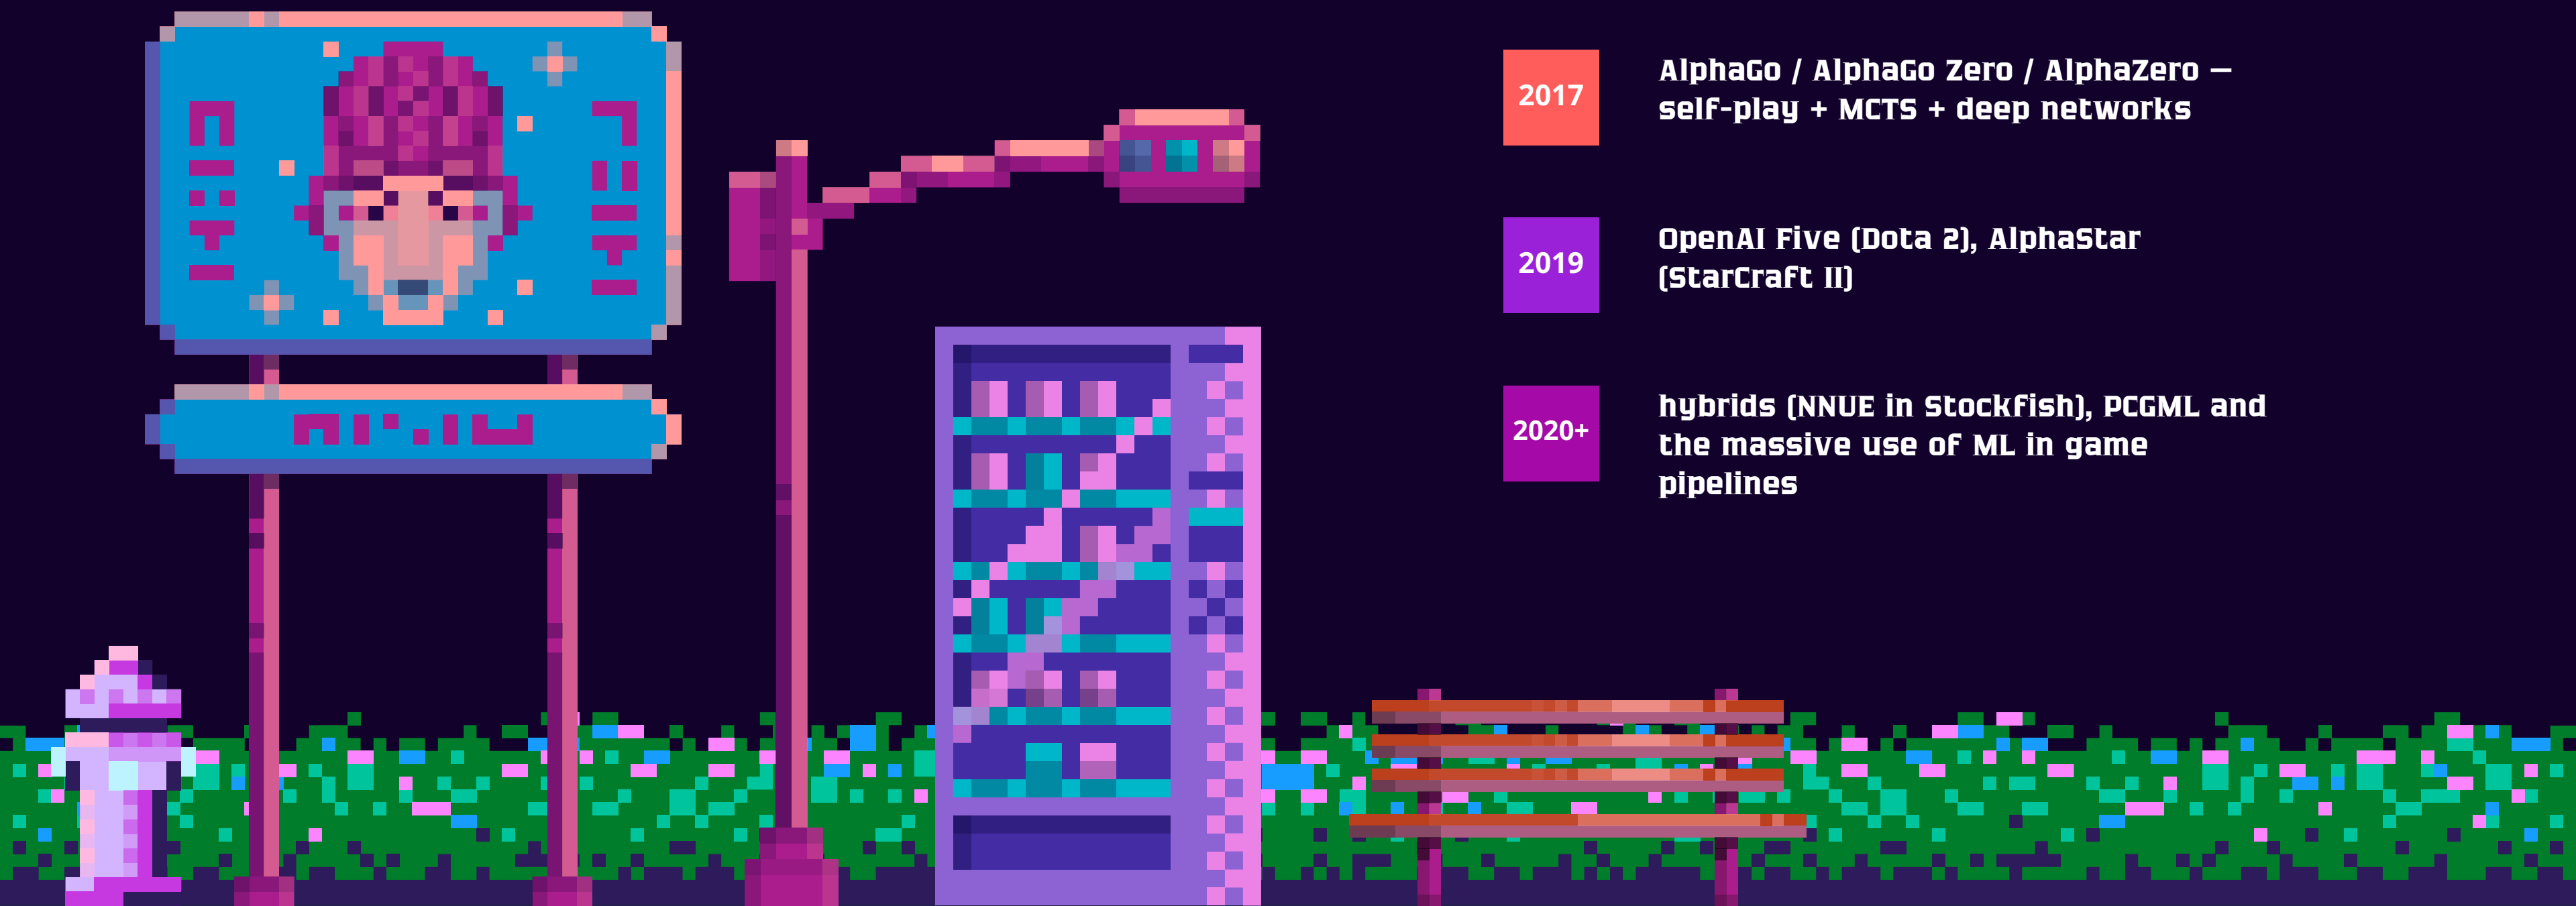 2017
AlphaGo / AlphaGo Zero / AlphaZero —
self-play + MCTS + deep networks
2019
OpenAI Five (Dota 2), AlphaStar
(StarCraft II)
2020+
hybrids (NNUE in Stockfish), PCGML and
the massive use of ML in game
pipelines